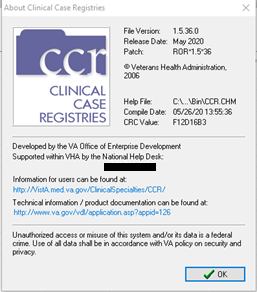 About Clinical Case Registries
ccr
CLINICAL
CASE
REGISTRIES
File Version: 1.5.36.0
Release Date: May 2020
Patch: ROR*1.5*36
© Veterans Health Administration,
2006
Help File: C:\...\Bin\CCR.CHM
Compile Date: 05/26/20 13:55:36
CRC Value: F12D16B3
Developed by the VA Office of Enterprise Development
Supported within VHA by the National Help Desk:
Information for users can be found at:
http://VistA.med.va.gov/ClinicalSpecialties/CCR/
Technical information / product documentation can be found at:
http://www.va.gov/vdl/application.asp?appid=126
Unauthorized access or misuse of this system and/or its data is a federal
crime. Use of all data shall be in accordance with VA policy on security and
privacy.
OK